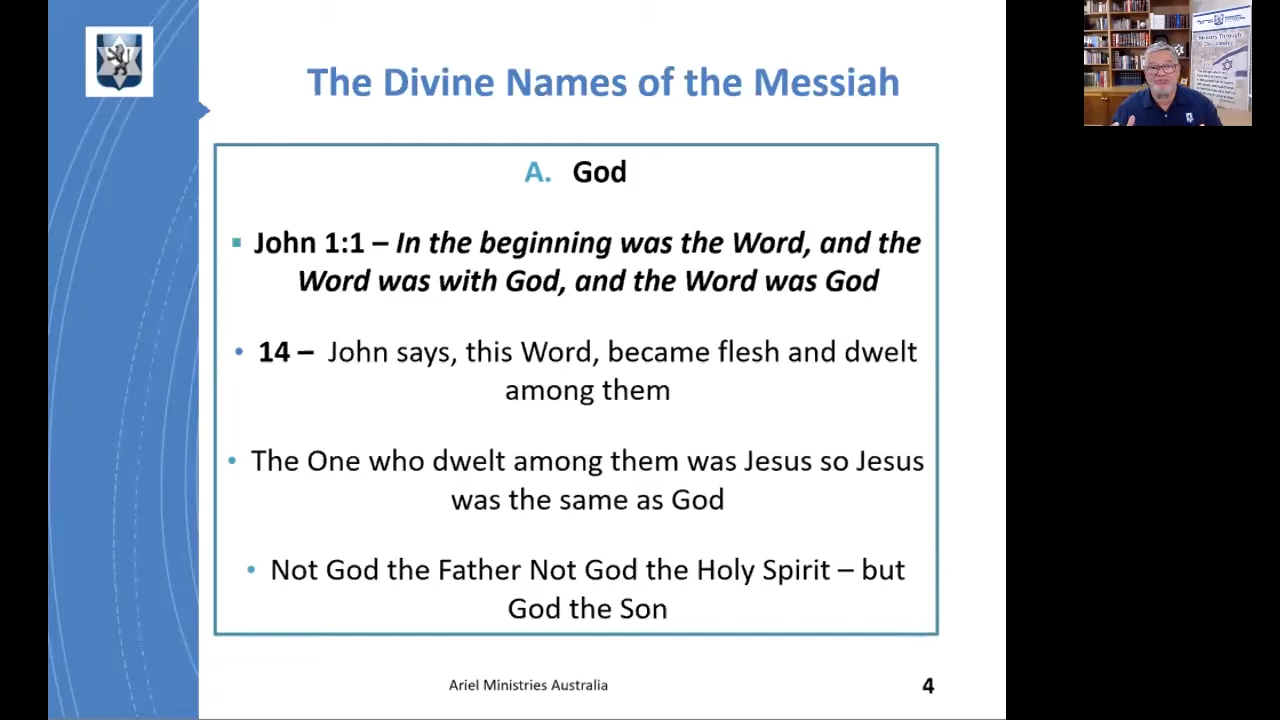 The Divine Names of the Messiah
A. God
▪ John 1:1 – In the beginning was the Word, and the
Word was with God, and the Word was God
• 14 – John says, this Word, became flesh and dwelt
among them
• The One who dwelt among them was Jesus so Jesus
was the same as God
• Not God the Father Not God the Holy Spirit – but
God the Son
Ariel Ministries Australia
4
Ministry Through